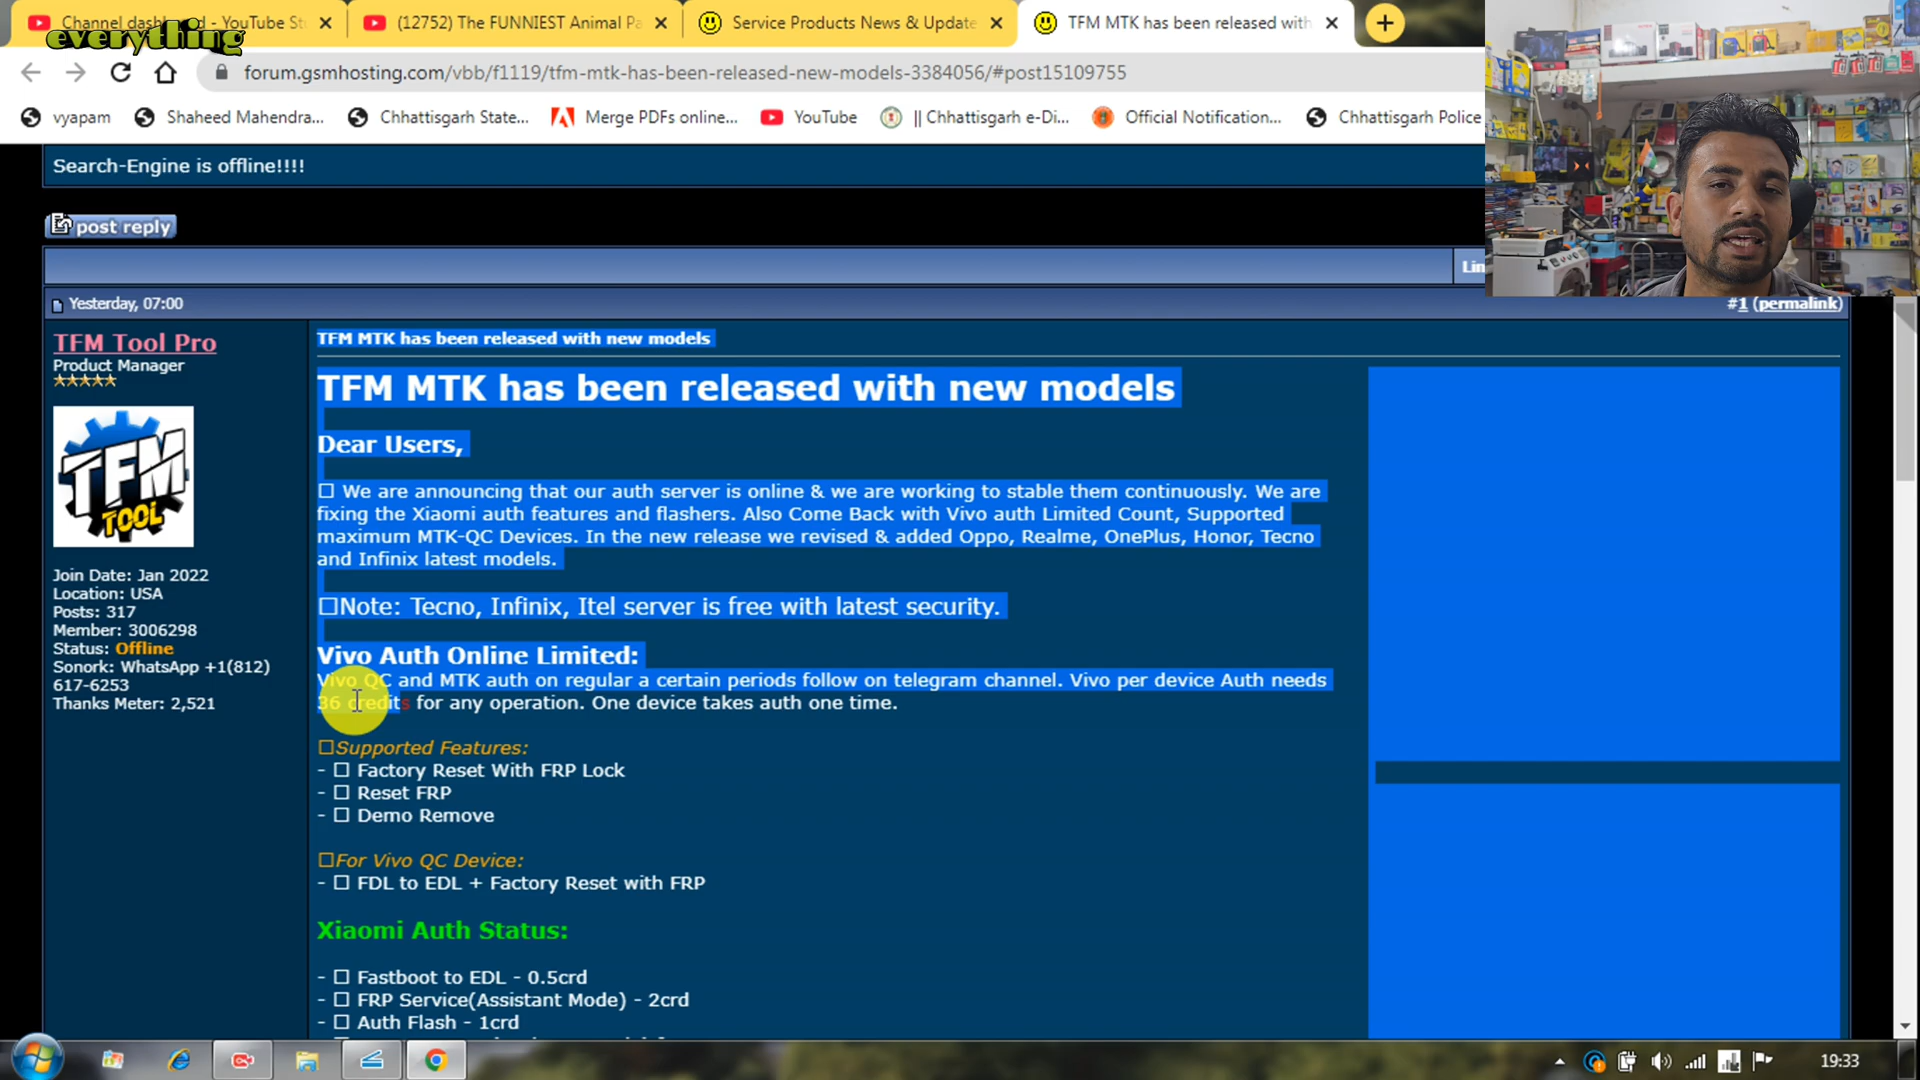 Channel dashboard - YouTube St
(12752) The FUNNIEST Animal Pa
Service Products News & Update
TFM MTK has been released with
everything
forum.gsmhosting.com/vbb/f1119/tfm-mtk-has-been-released-new-models-3384056/#post15109755
vyapam
Shaheed Mahendra...
Chhattisgarh State...
Merge PDFs online...
YouTube
|| Chhattisgarh e-Di...
Official Notification...
Chhattisgarh Police
Search-Engine is offline!!!!
post reply
Yesterday, 07:00
#1 (permalink)
TFM Tool Pro
Product Manager
TFM
TOOL
Join Date: Jan 2022
Location: USA
Posts: 317
Member: 3006298
Status: Offline
Sonork: WhatsApp +1(812)
617-6253
Thanks Meter: 2,521
TFM MTK has been released with new models
TFM MTK has been released with new models
Dear Users,
We are announcing that our auth server is online & we are working to stable them continuously. We are
fixing the Xiaomi auth features and flashers. Also Come Back with Vivo auth Limited Count, Supported
maximum MTK-QC Devices. In the new release we revised & added Oppo, Realme, OnePlus, Honor, Tecno
and Infinix latest models.
Note: Tecno, Infinix, Itel server is free with latest security.
Vivo Auth Online Limited:
Vivo QC and MTK auth on regular a certain periods follow on telegram channel. Vivo per device Auth needs
36 credits for any operation. One device takes auth one time.
Supported Features:
- Factory Reset With FRP Lock
- Reset FRP
- Demo Remove
For Vivo QC Device:
- FDL to EDL + Factory Reset with FRP
Xiaomi Auth Status:
- Fastboot to EDL - 0.5crd
- FRP Service(Assistant Mode) - 2crd
- Auth Flash - 1crd
19:33